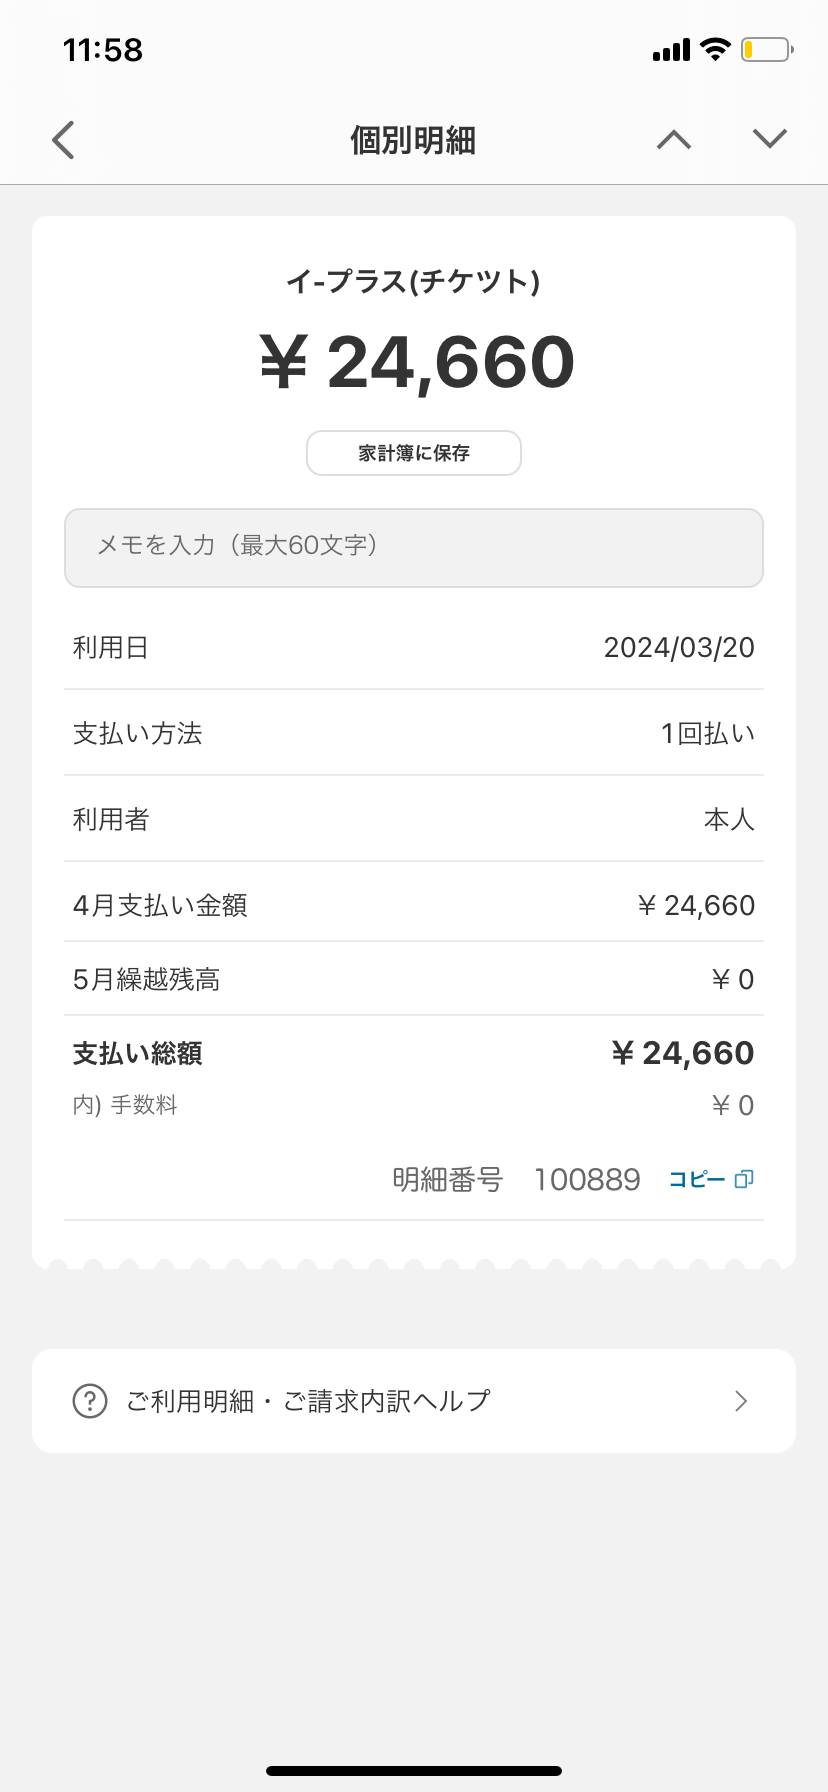 11:58
個別明細
イ-プラス(チケツト)
¥ 24,660
家計簿に保存
メモを入力（最大60文字）
利用日 2024/03/20
支払い方法 1回払い
利用者 本人
4月支払い金額 ¥ 24,660
5月繰越残高 ¥ 0
支払い総額 ¥ 24,660
内) 手数料 ¥ 0
明細番号 100889 コピー
ご利用明細・ご請求内訳ヘルプ